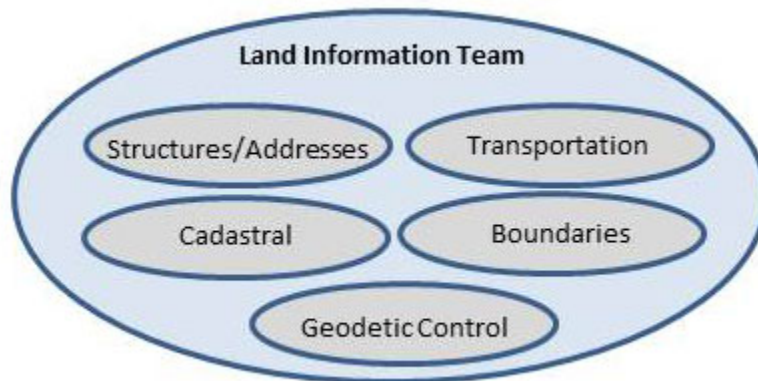 Land Information Team
Structures/Addresses
Transportation
Cadastral
Boundaries
Geodetic Control